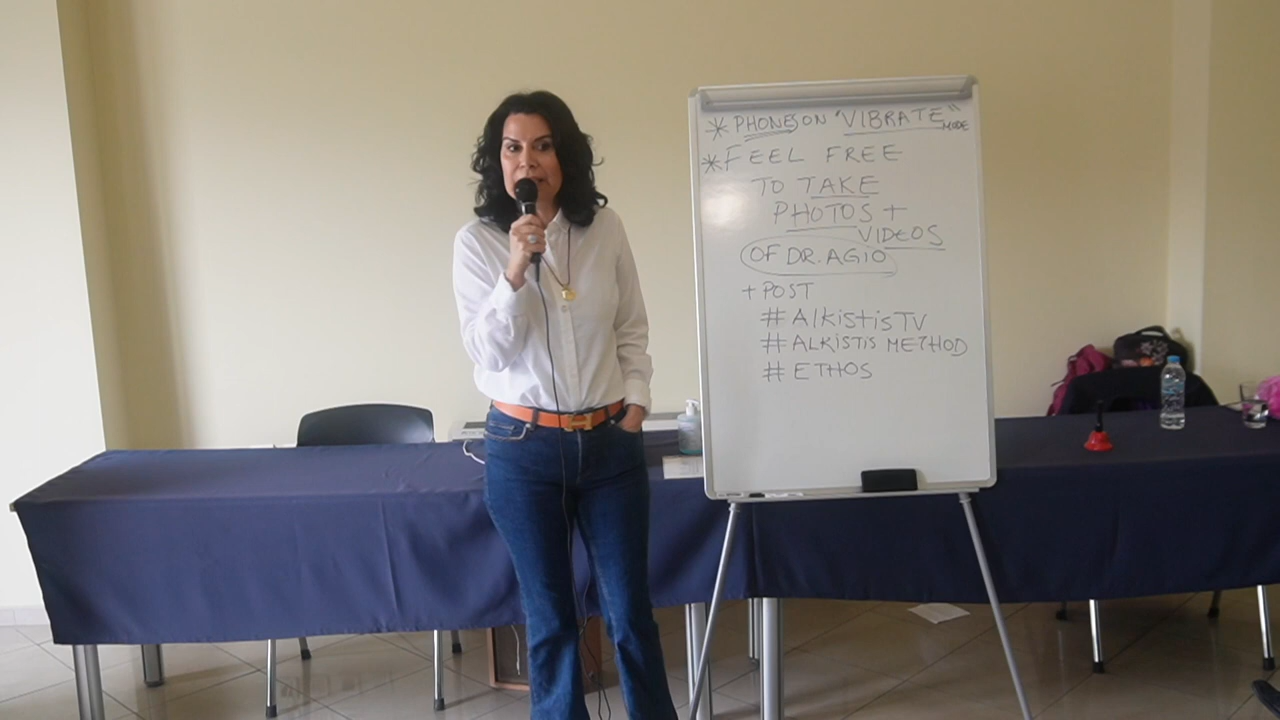 * PHONES ON "VIBRATE" MODE
* FEEL FREE
TO TAKE
PHOTOS +
VIDEOS
OF DR. AGIO
+ POST
# AlkistisTV
# ALKISTIS METHOD
# ETHOS